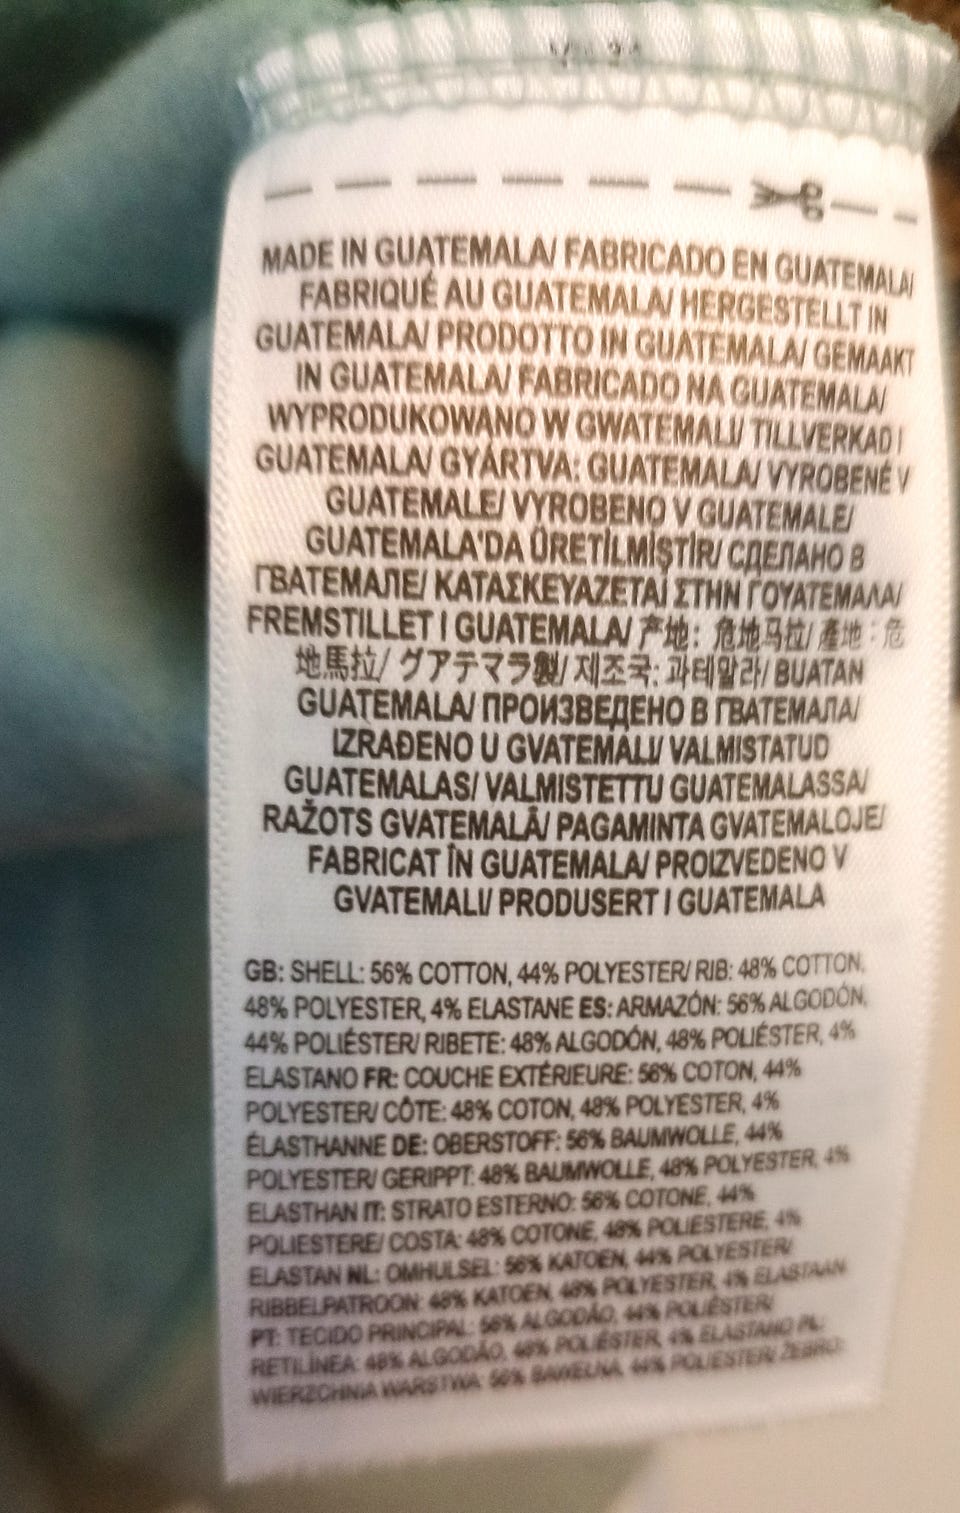 MADE IN GUATEMALA/ FABRICADO EN GUATEMALA/
FABRIQUÉ AU GUATEMALA/ HERGESTELLT IN
GUATEMALA/ PRODOTTO IN GUATEMALA/ GEMAAKT
IN GUATEMALA/ FABRICADO NA GUATEMALA/
WYPRODUKOWANO W GWATEMALI/ TILLVERKAD I
GUATEMALA/ GYÁRTVA: GUATEMALA/ VYROBENÉ V
GUATEMALE/ VYROBENO V GUATEMALE/
GUATEMALA'DA ÜRETİLMİŞTİR/ СДЕЛАНО В
ГВАТЕМАЛЕ/ ΚΑΤΑΣΚΕΥΑΖΕΤΑΙ ΣΤΗΝ ΓΟΥΑΤΕΜΑΛΑ/
FREMSTILLET I GUATEMALA/ 产地: 危地马拉/ 產地:危
地馬拉/ グアテマラ製/ 제조국: 과테말라/ BUATAN
GUATEMALA/ ПРОИЗВЕДЕНО В ГВАТЕМАЛА/
IZRAĐENO U GVATEMALI/ VALMISTATUD
GUATEMALAS/ VALMISTETTU GUATEMALASSA/
RAŽOTS GVATEMALĀ/ PAGAMINTA GVATEMALOJE/
FABRICAT ÎN GUATEMALA/ PROIZVEDENO V
GVATEMALI/ PRODUSERT I GUATEMALA
GB: SHELL: 56% COTTON, 44% POLYESTER/ RIB: 48% COTTON,
48% POLYESTER, 4% ELASTANE ES: ARMAZÓN: 56% ALGODÓN,
44% POLIÉSTER/ RIBETE: 48% ALGODÓN, 48% POLIÉSTER, 4%
ELASTANO FR: COUCHE EXTÉRIEURE: 56% COTON, 44%
POLYESTER/ CÔTE: 48% COTON, 48% POLYESTER, 4%
ÉLASTHANNE DE: OBERSTOFF: 56% BAUMWOLLE, 44%
POLYESTER/ GERIPPT: 48% BAUMWOLLE, 48% POLYESTER, 4%
ELASTHAN IT: STRATO ESTERNO: 56% COTONE, 44%
POLIESTERE/ COSTA: 48% COTONE, 48% POLIESTERE, 4%
ELASTAN NL: OMHULSEL: 56% KATOEN, 44% POLYESTER/
RIBBELPATROON: 48% KATOEN, 48% POLYESTER, 4% ELASTAAN
PT: TECIDO PRINCIPAL: 56% ALGODÃO, 44% POLIÉSTER/
RETILÍNEA: 48% ALGODÃO, 48% POLIÉSTER, 4% ELASTANO PL:
WIERZCHNIA WARSTWA: 56% BAWEŁNA, 44% POLIESTER/ ŻEBRO: